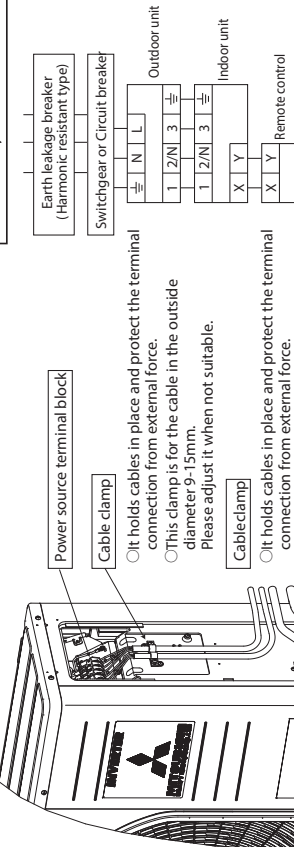 Power source terminal block
Cable clamp
○It holds cables in place and protect the terminal
connection from external force.
○This clamp is for the cable in the outside
diameter 9-15mm.
Please adjust it when not suitable.
Cableclamp
○It holds cables in place and protect the terminal
connection from external force.
Earth leakage breaker
(Harmonic resistant type)
Switchgear or Circuit breaker
⏚ N L
Outdoor unit
1 2/N 3 ⏚
1 2/N 3 ⏚
Indoor unit
X Y
X Y
Remote control
INVERTER
MITSUBISHI